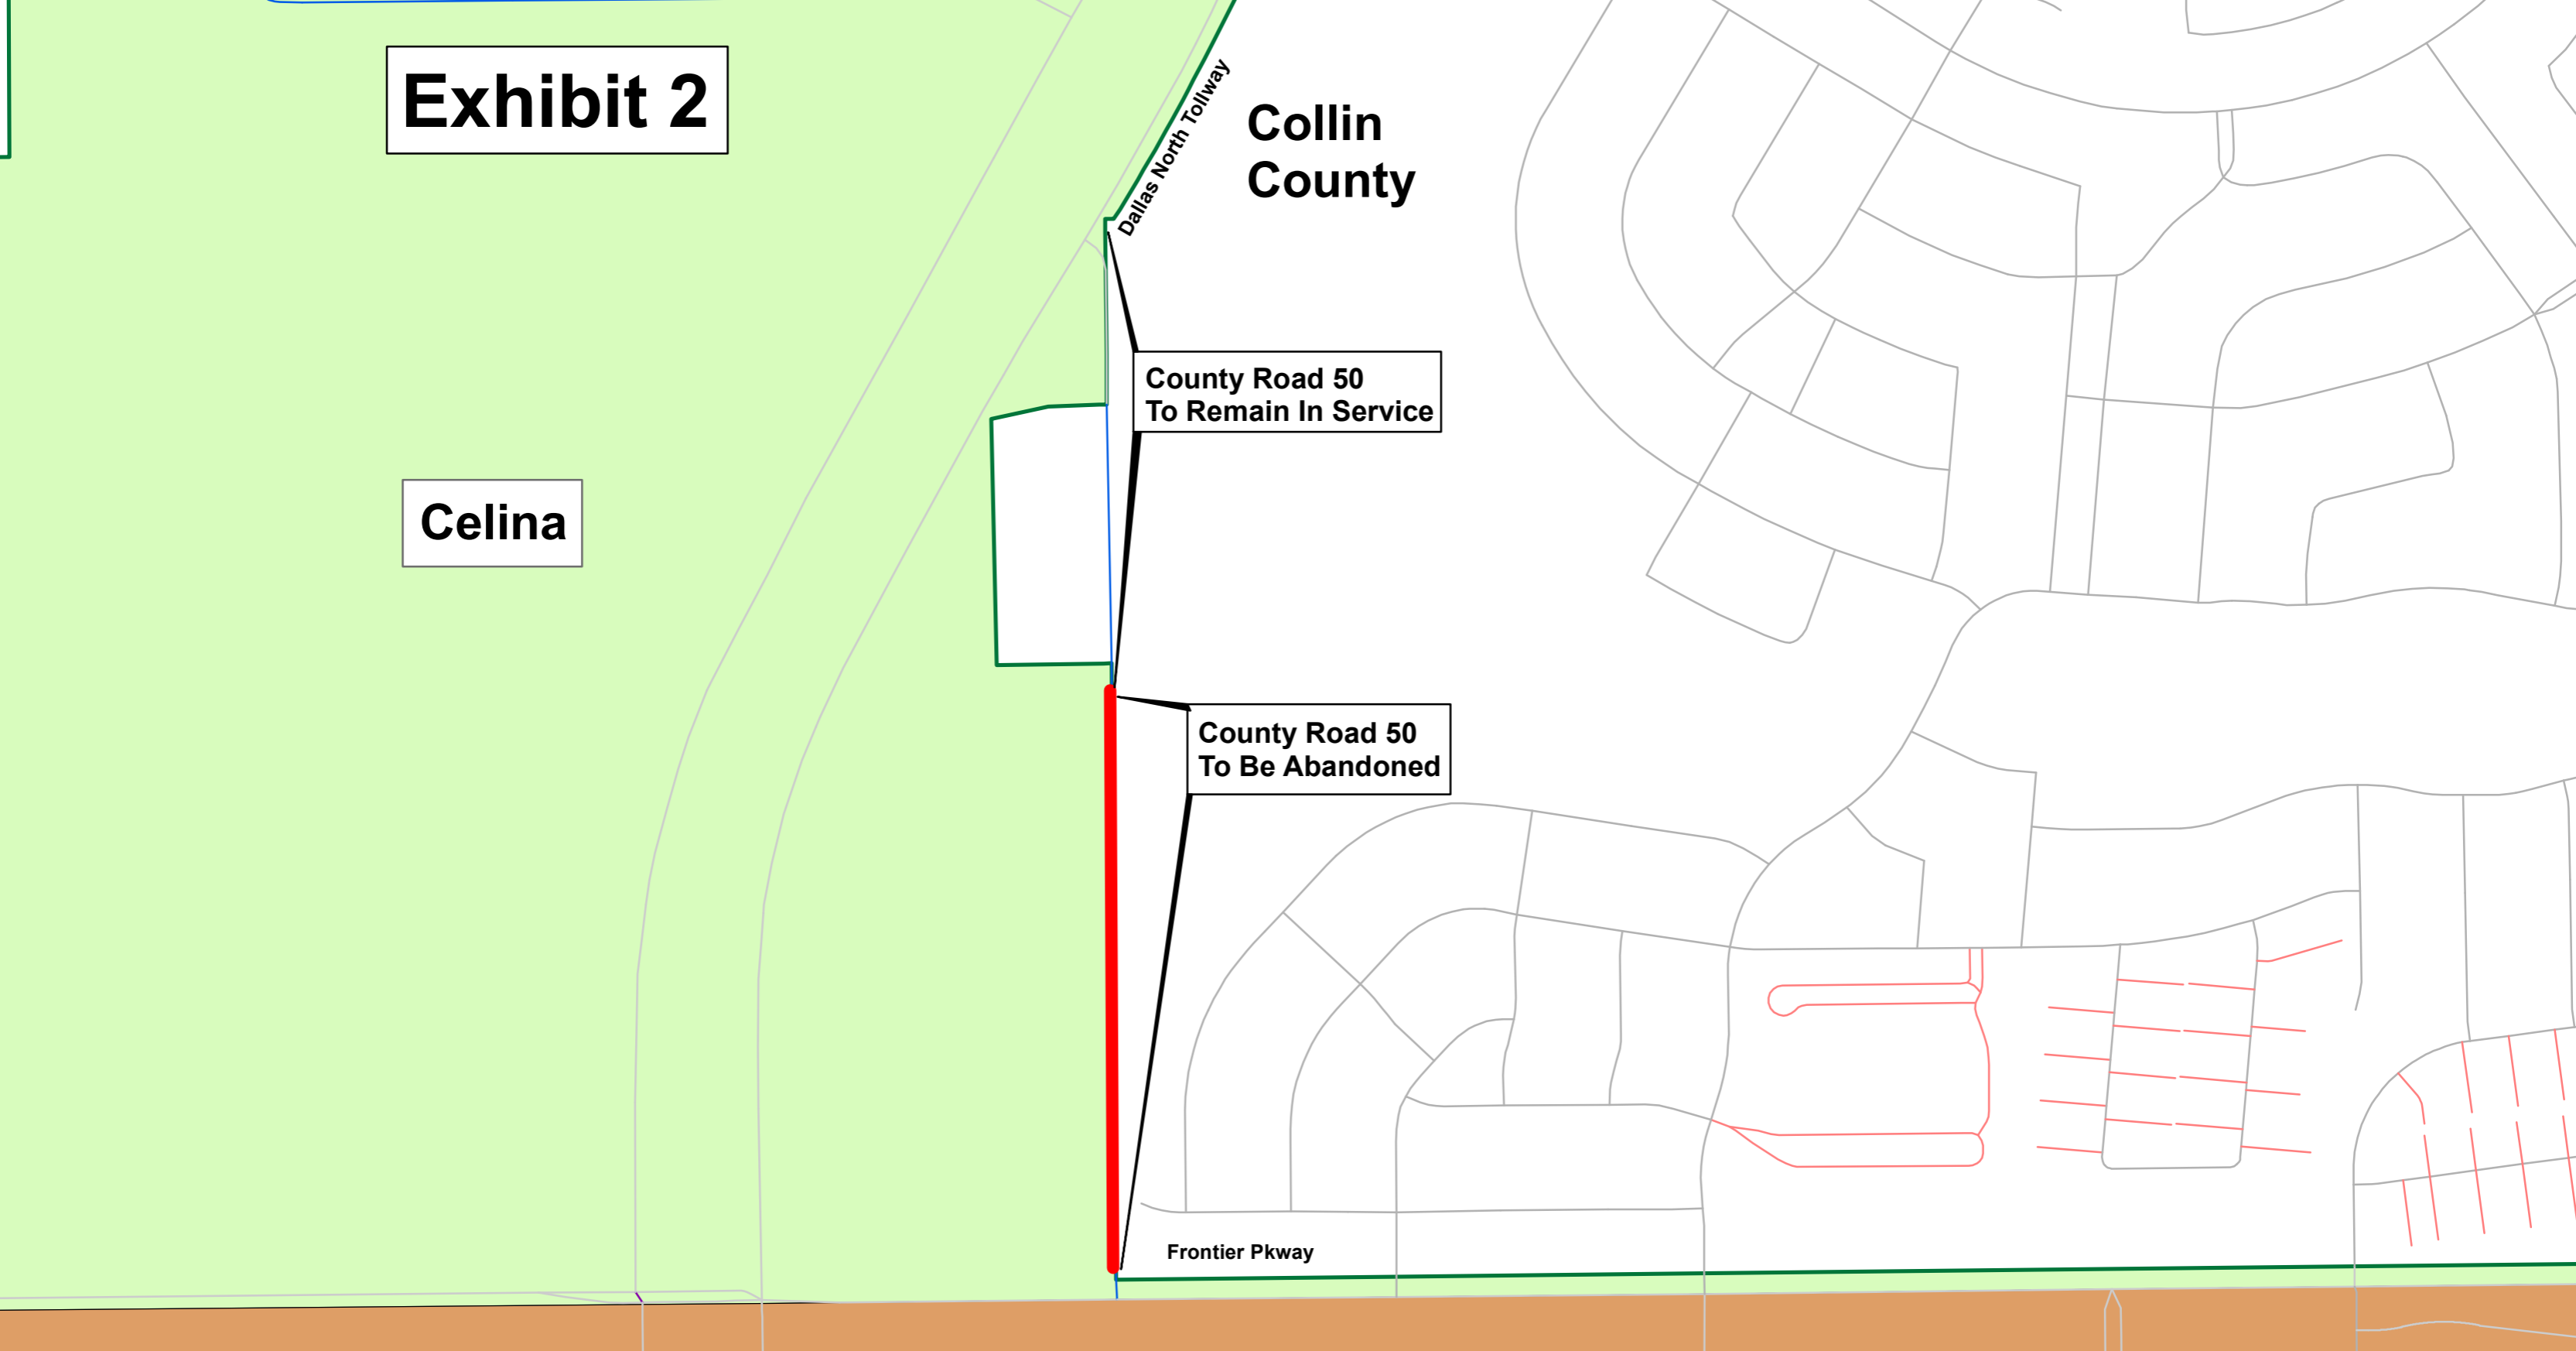 Exhibit 2
Dallas North Tollway
Collin
County
County Road 50
To Remain In Service
Celina
County Road 50
To Be Abandoned
Frontier Pkway